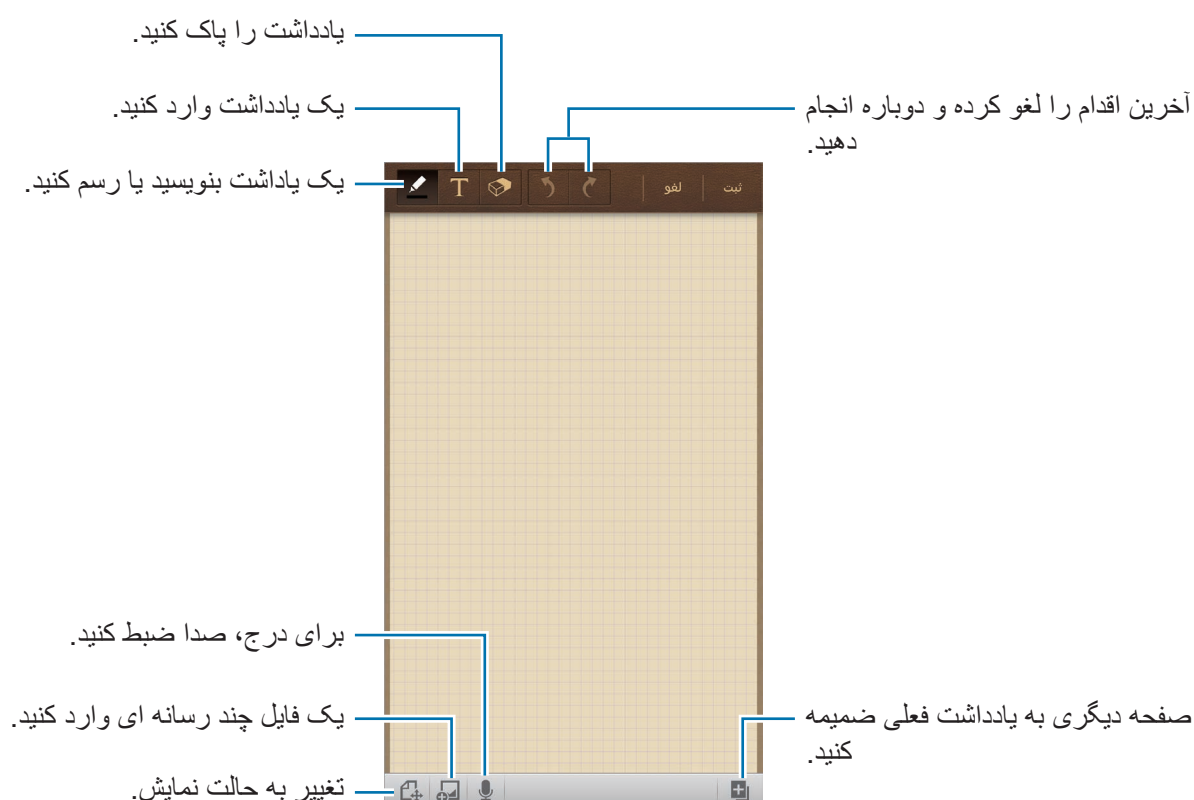 یادداشت را پاک کنید.
یک یادداشت وارد کنید.
آخرین اقدام را لغو کرده و دوباره انجام
دهید.
یک یاداشت بنویسید یا رسم کنید.
T
لغو
ثبت
برای درج، صدا ضبط کنید.
یک فایل چند رسانه ای وارد کنید.
صفحه دیگری به یادداشت فعلی ضمیمه
کنید.
تغییر به حالت نمایش.